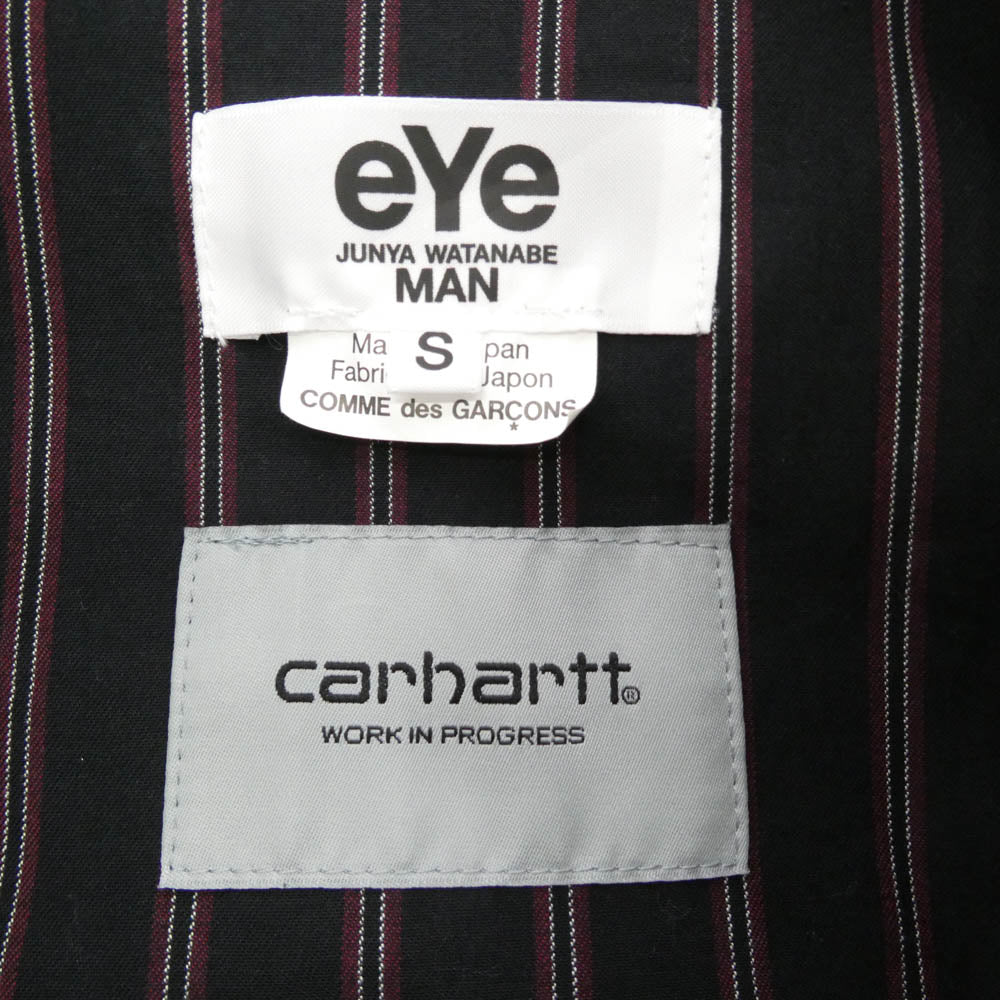 eYe
JUNYA WATANABE
MAN
S
Ma pan
Fabri Japon
COMME des GARÇONS
*
carhartt®
WORK IN PROGRESS